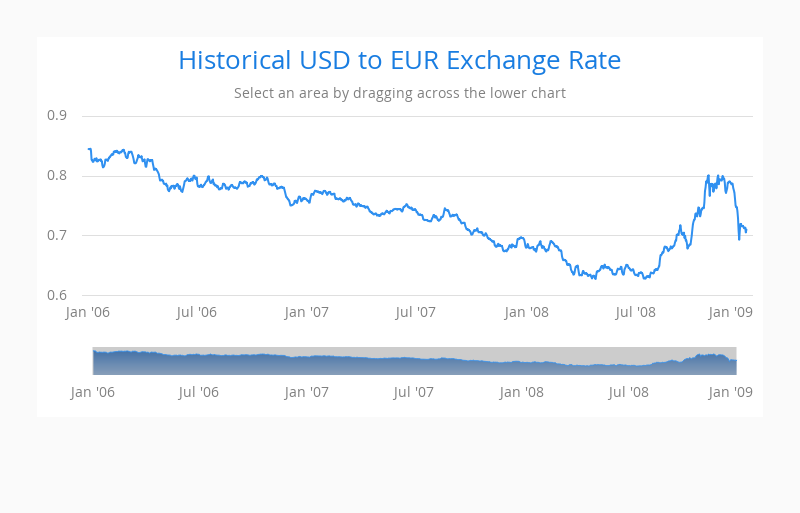 Historical USD to EUR Exchange Rate
Select an area by dragging across the lower chart
0.9
0.8
0.7
0.6
Jan '06 Jul '06 Jan '07 Jul '07 Jan '08 Jul '08 Jan '09
Jan '06 Jul '06 Jan '07 Jul '07 Jan '08 Jul '08 Jan '09